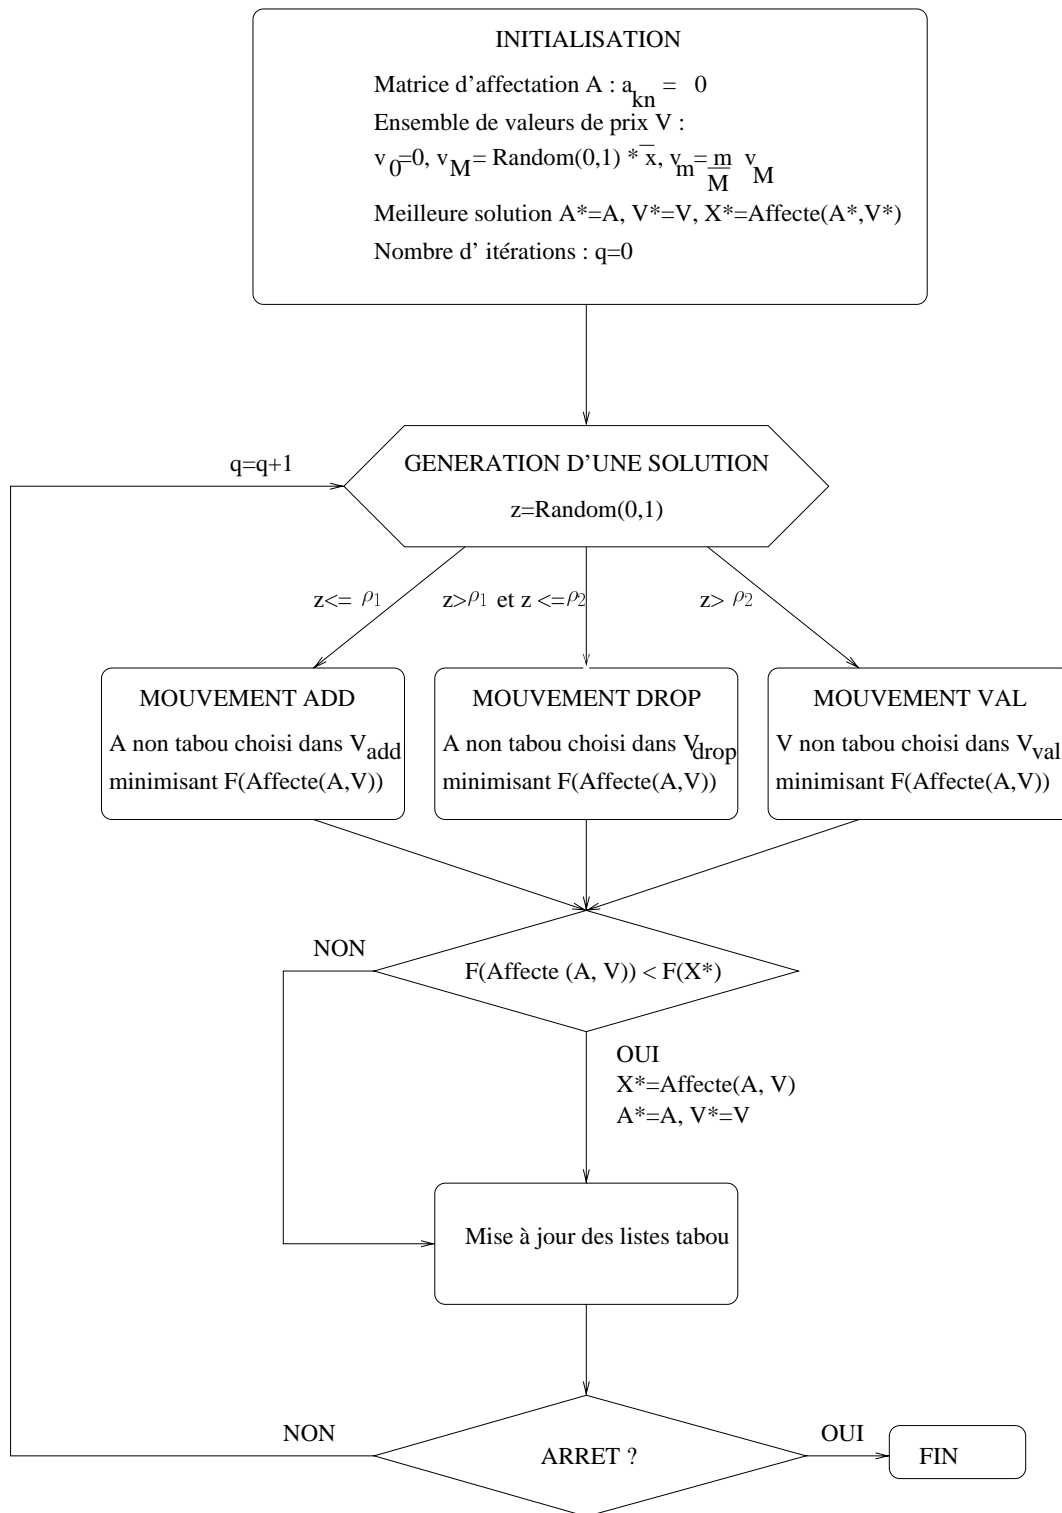 INITIALISATION
Matrice d'affectation A : a_kn = 0
Ensemble de valeurs de prix V :
v_0=0, v_M= Random(0,1) * x̅, v_m= m/M v_M
Meilleure solution A*=A, V*=V, X*=Affecte(A*,V*)
Nombre d' itérations : q=0
q=q+1
GENERATION D'UNE SOLUTION
z=Random(0,1)
z<= ρ1
z>ρ1 et z <=ρ2
z> ρ2
MOUVEMENT ADD
A non tabou choisi dans V_add
minimisant F(Affecte(A,V))
MOUVEMENT DROP
A non tabou choisi dans V_drop
minimisant F(Affecte(A,V))
MOUVEMENT VAL
V non tabou choisi dans V_val
minimisant F(Affecte(A,V))
NON
F(Affecte (A, V)) < F(X*)
OUI
X*=Affecte(A, V)
A*=A, V*=V
Mise à jour des listes tabou
NON
ARRET ?
OUI
FIN